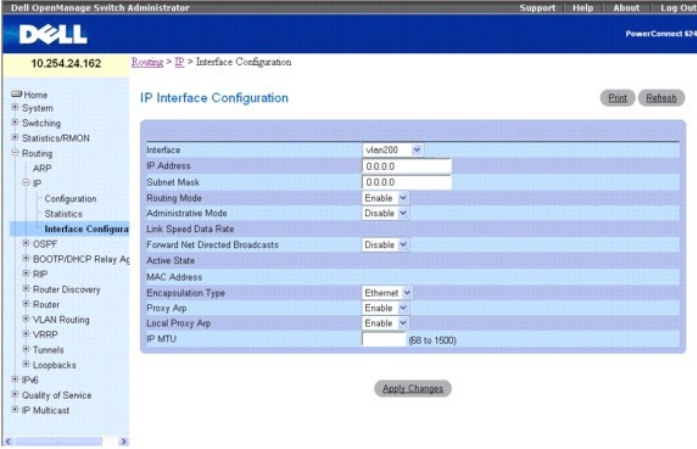 Dell OpenManage Switch Administrator Support Help About Log Out
DELL PowerConnect 624
10.254.24.162 Routing > IP > Interface Configuration
Home
System
Switching
Statistics/RMON
Routing
ARP
IP
Configuration
Statistics
Interface Configura
OSPF
BOOTP/DHCP Relay Ag
RIP
Router Discovery
Router
VLAN Routing
VRRP
Tunnels
Loopbacks
IPv6
Quality of Service
IP Multicast
IP Interface Configuration Print Refresh
Interface vlan200
IP Address 0.0.0.0
Subnet Mask 0.0.0.0
Routing Mode Enable
Administrative Mode Disable
Link Speed Data Rate
Forward Net Directed Broadcasts Disable
Active State
MAC Address
Encapsulation Type Ethernet
Proxy Arp Enable
Local Proxy Arp Enable
IP MTU (68 to 1500)
Apply Changes